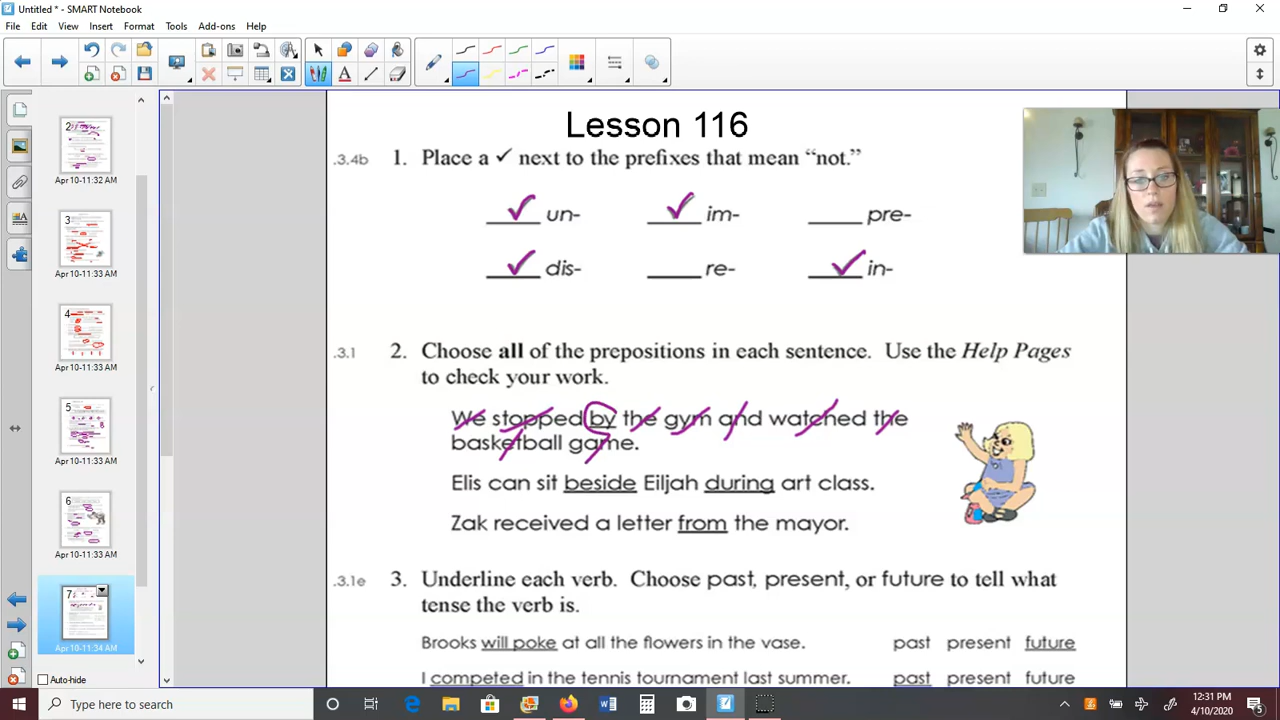 Untitled * - SMART Notebook
File Edit View Insert Format Tools Add-ons Help
2
Apr 10-11:32 AM
3
Apr 10-11:33 AM
4
Apr 10-11:33 AM
5
Apr 10-11:33 AM
6
Apr 10-11:33 AM
7
Apr 10-11:34 AM
Auto-hide
Lesson 116
.3.4b 1. Place a ✓ next to the prefixes that mean “not.”
✓ un- ✓ im- ____ pre-
✓ dis- ____ re- ✓ in-
.3.1 2. Choose all of the prepositions in each sentence. Use the Help Pages
to check your work.
We stopped by the gym and watched the
basketball game.
Elis can sit beside Eiljah during art class.
Zak received a letter from the mayor.
.3.1e 3. Underline each verb. Choose past, present, or future to tell what
tense the verb is.
Brooks will poke at all the flowers in the vase. past present future
I competed in the tennis tournament last summer. past present future
Type here to search
12:31 PM
4/10/2020
5